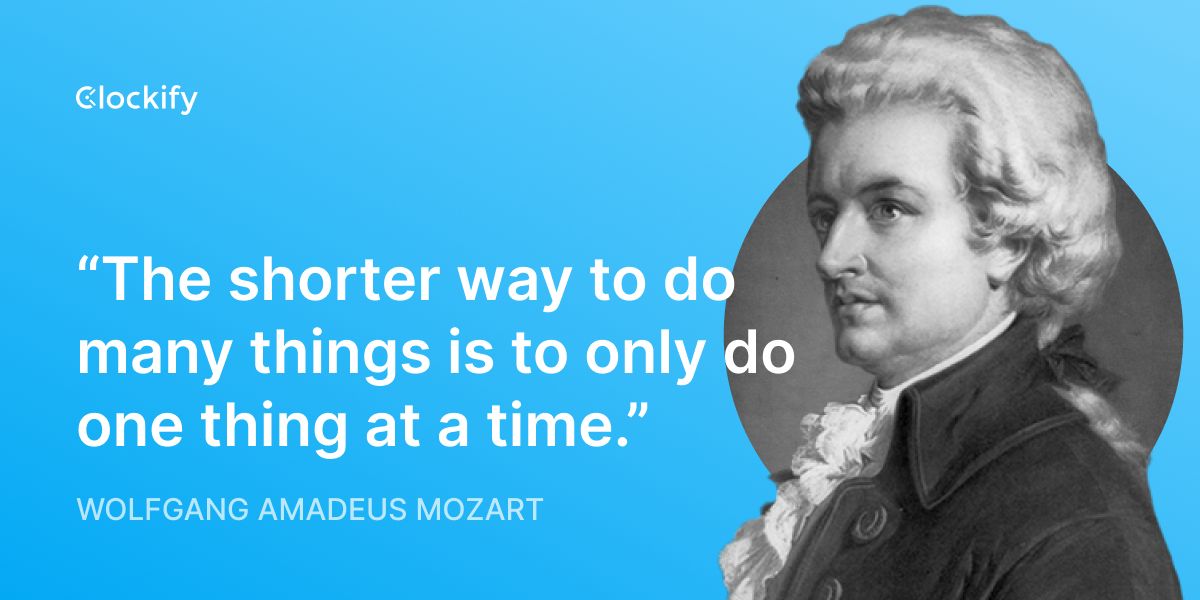 Clockify
“The shorter way to do
many things is to only do
one thing at a time.”
WOLFGANG AMADEUS MOZART